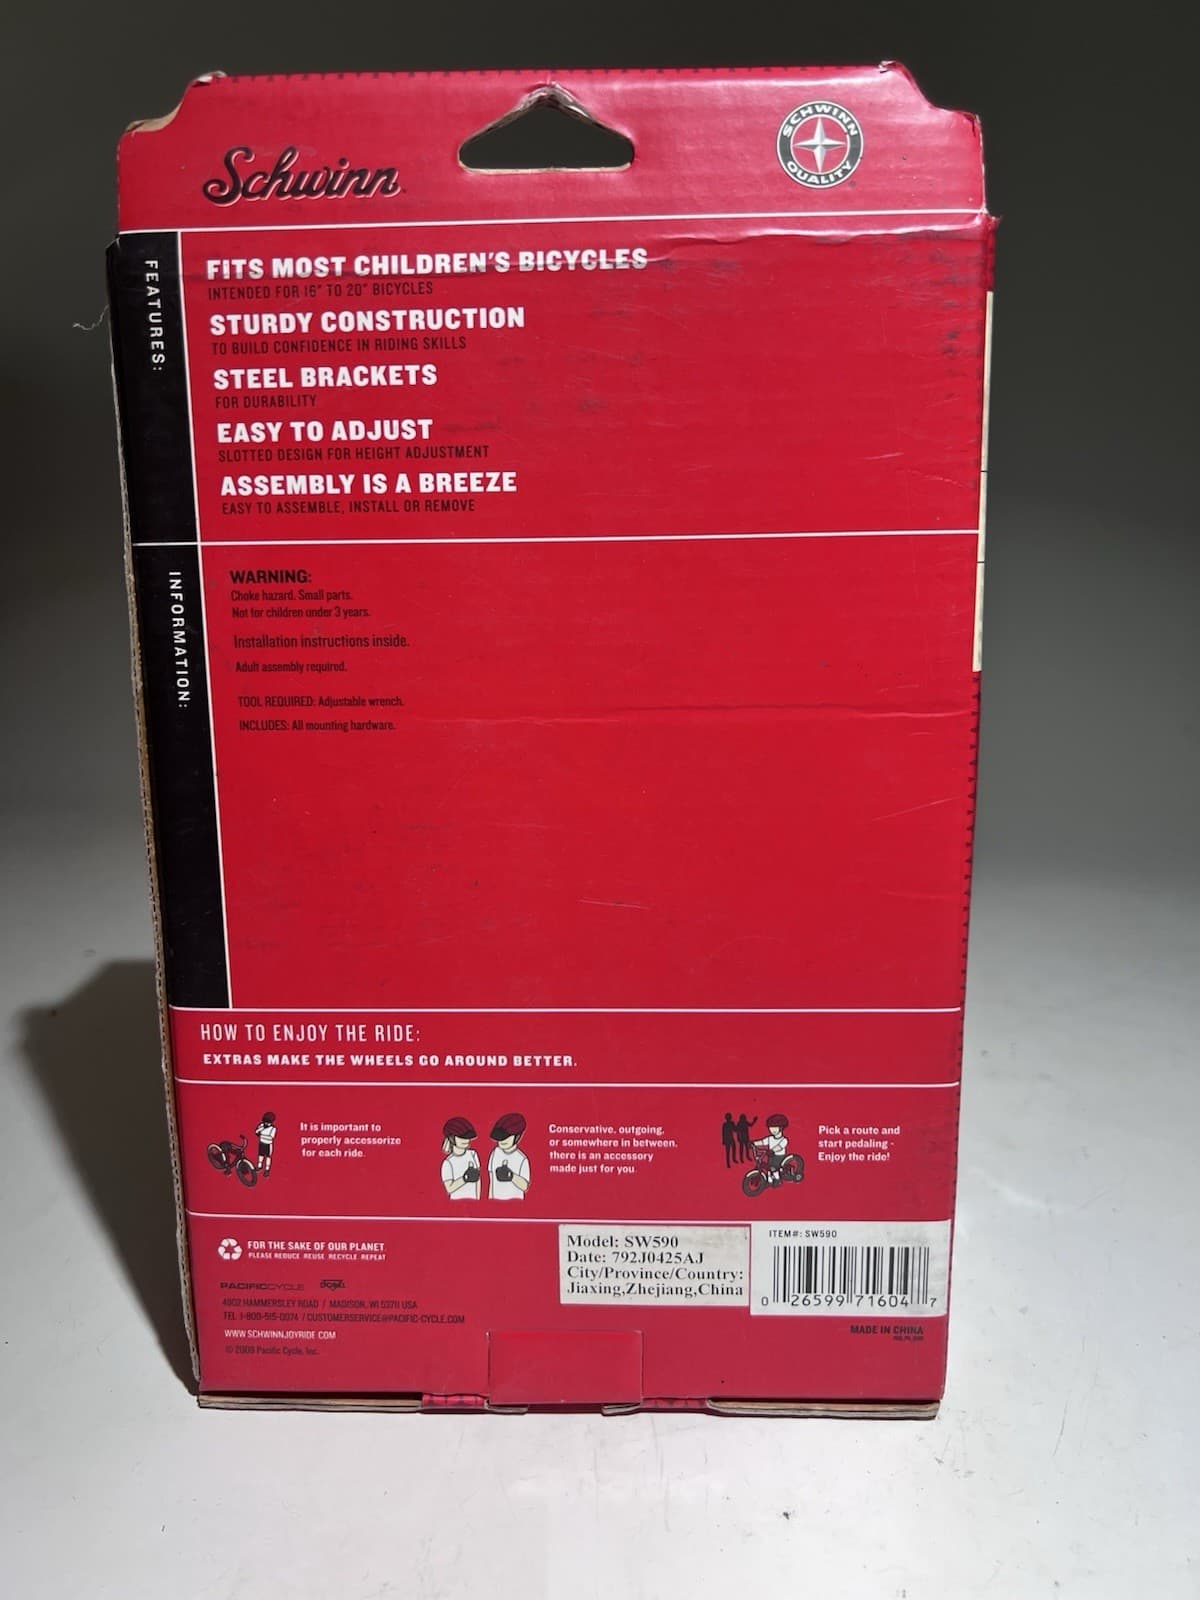 Schwinn
SCHWINN
QUALITY
FEATURES:
FITS MOST CHILDREN'S BICYCLES
INTENDED FOR 16" TO 20" BICYCLES
STURDY CONSTRUCTION
TO BUILD CONFIDENCE IN RIDING SKILLS
STEEL BRACKETS
FOR DURABILITY
EASY TO ADJUST
SLOTTED DESIGN FOR HEIGHT ADJUSTMENT
ASSEMBLY IS A BREEZE
EASY TO ASSEMBLE, INSTALL OR REMOVE
INFORMATION:
WARNING:
Choke hazard. Small parts.
Not for children under 3 years.
Installation instructions inside.
Adult assembly required.
TOOL REQUIRED: Adjustable wrench.
INCLUDES: All mounting hardware.
HOW TO ENJOY THE RIDE:
EXTRAS MAKE THE WHEELS GO AROUND BETTER.
It is important to
properly accessorize
for each ride.
Conservative, outgoing,
or somewhere in between,
there is an accessory
made just for you.
Pick a route and
start pedaling -
Enjoy the ride!
FOR THE SAKE OF OUR PLANET
PLEASE REDUCE REUSE RECYCLE REPEAT
PACIFICCYCLE DOREL
4902 HAMMERSLEY ROAD / MADISON, WI 53711 USA
TEL 1-800-515-0074 / CUSTOMERSERVICE@PACIFIC-CYCLE.COM
WWW.SCHWINNJOYRIDE.COM
© 2009 Pacific Cycle, Inc.
Model: SW590
Date: 792J0425AJ
City/Province/Country:
Jiaxing,Zhejiang,China
ITEM#: SW590
0 26599 71604 7
MADE IN CHINA